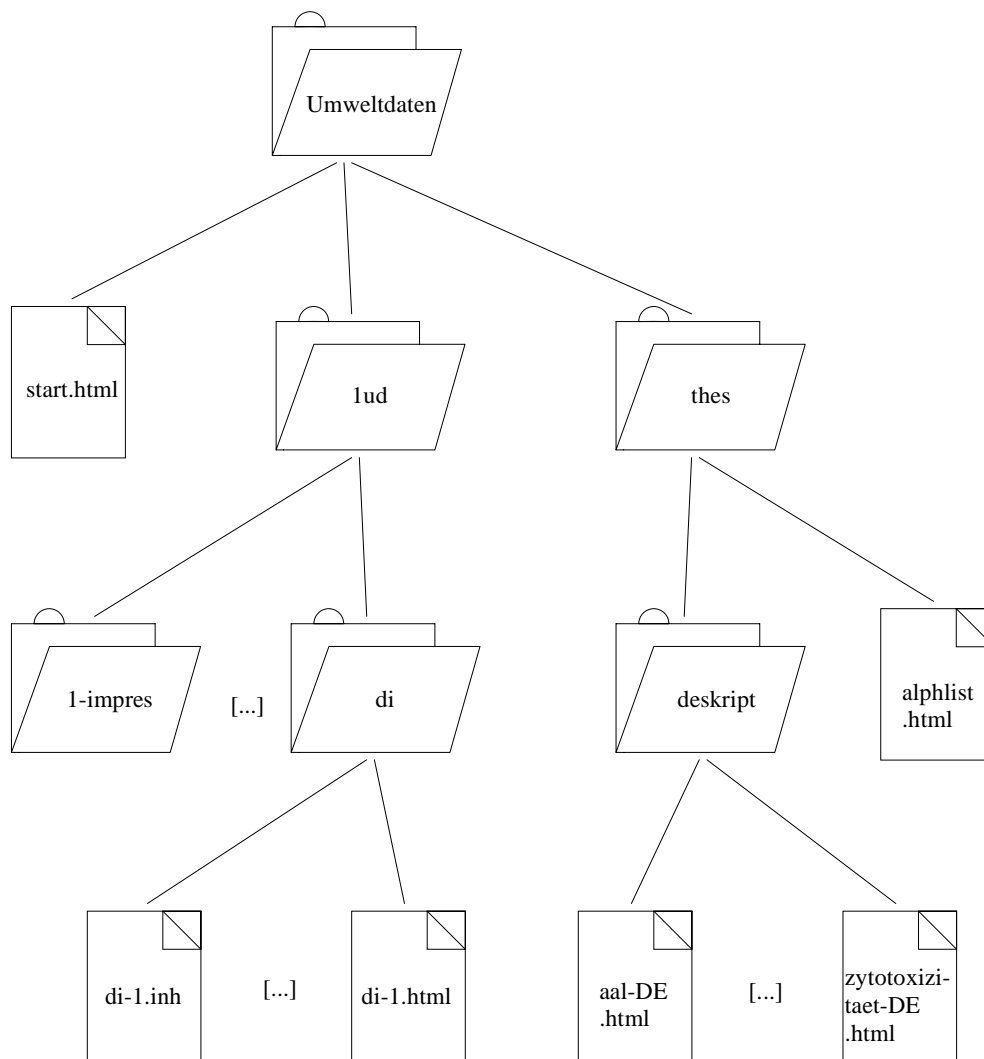 Umweltdaten
start.html
1ud
thes
1-impres
[...]
di
deskript
alphlist
.html
di-1.inh
[...]
di-1.html
aal-DE
.html
[...]
zytotoxizi-
taet-DE
.html